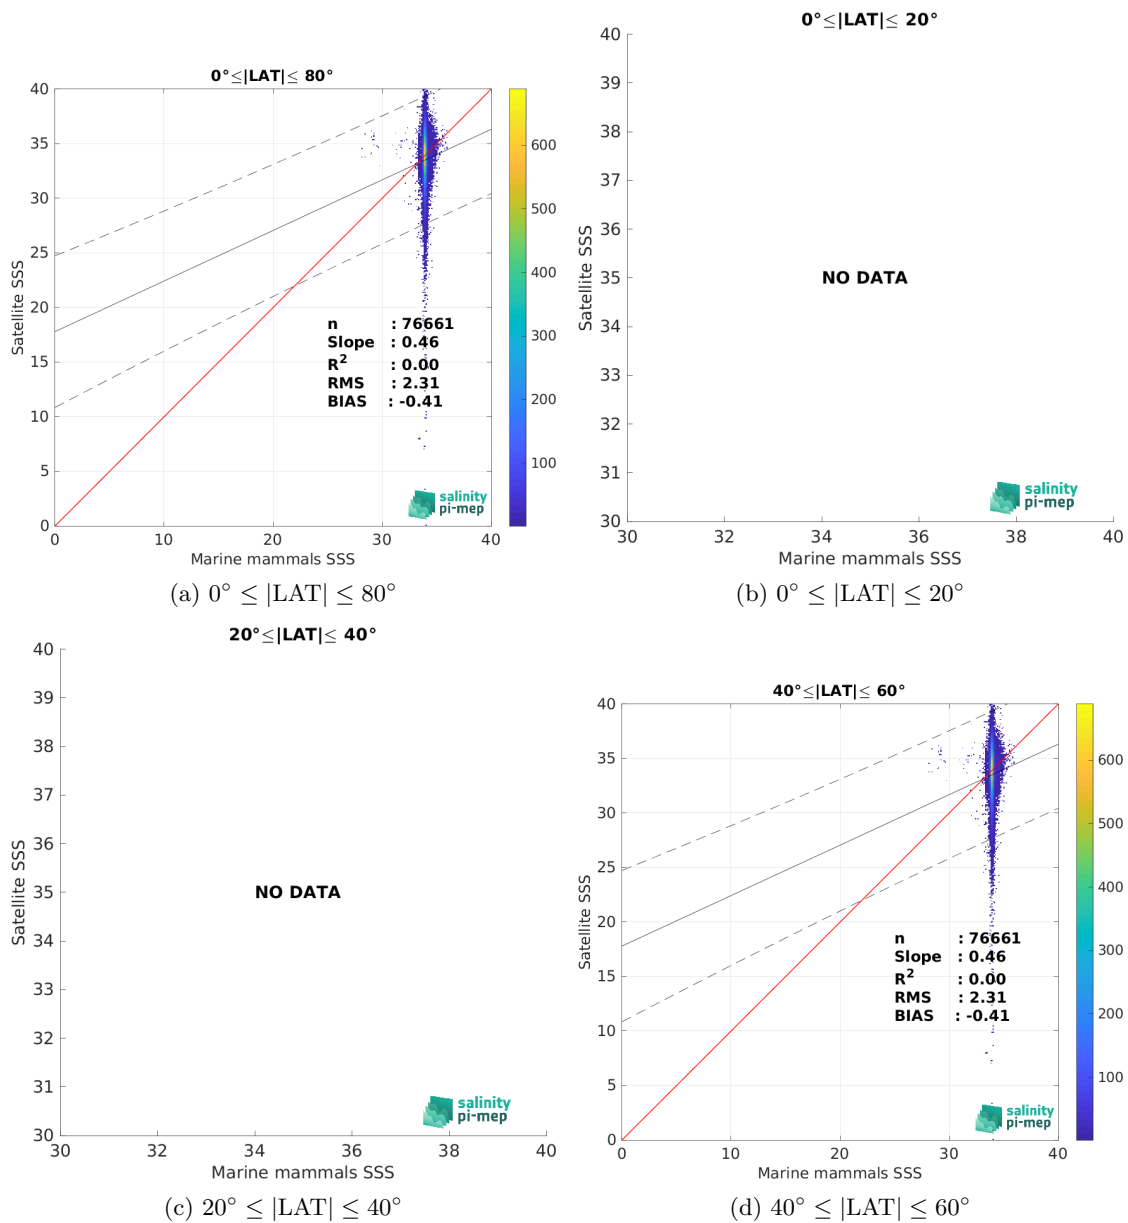 0°≤|LAT|≤ 80°
40
35
30
25
20
15
10
5
0
Satellite SSS
n : 76661
Slope : 0.46
R² : 0.00
RMS : 2.31
BIAS : -0.41
salinity
pi-mep
0 10 20 30 40
Marine mammals SSS
600
500
400
300
200
100
(a) 0° ≤ |LAT| ≤ 80°
0°≤|LAT|≤ 20°
40
39
38
37
36
35
34
33
32
31
30
Satellite SSS
NO DATA
salinity
pi-mep
30 32 34 36 38 40
Marine mammals SSS
(b) 0° ≤ |LAT| ≤ 20°
20°≤|LAT|≤ 40°
40
39
38
37
36
35
34
33
32
31
30
Satellite SSS
NO DATA
salinity
pi-mep
30 32 34 36 38 40
Marine mammals SSS
(c) 20° ≤ |LAT| ≤ 40°
40°≤|LAT|≤ 60°
40
35
30
25
20
15
10
5
0
Satellite SSS
n : 76661
Slope : 0.46
R² : 0.00
RMS : 2.31
BIAS : -0.41
salinity
pi-mep
0 10 20 30 40
Marine mammals SSS
600
500
400
300
200
100
(d) 40° ≤ |LAT| ≤ 60°